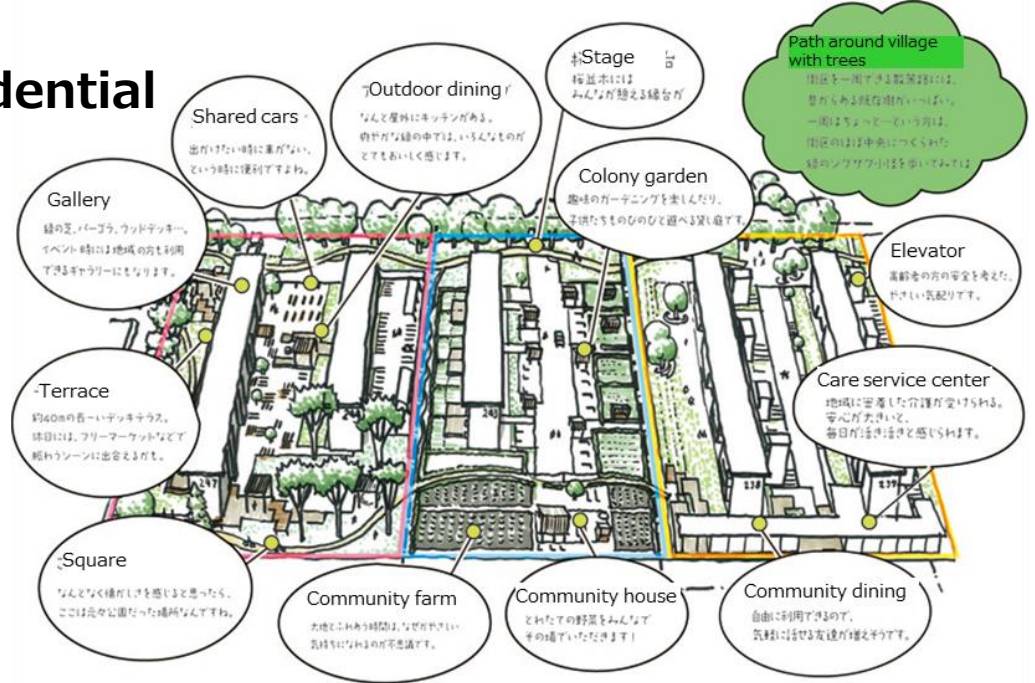 dential
Stage
桜並木には
みんなが憩える縁台が
Path around village
with trees
街区を一周できる散策路には、
昔からある既存樹がいっぱい。
一周はちょっと…という方は、
街区のほぼ中央につくられた
緑のジグザグ小径を歩いてみては
Outdoor dining
なんと屋外にキッチンがある。
爽やかな緑の中では、いろんなものが
とてもおいしく感じます。
Shared cars
出かけたい時に車がない、
という時に便利ですよね。
Colony garden
趣味のガーデニングを楽しんだり、
子供たちものびのびと遊べる貸し庭です。
Gallery
緑の芝、パーゴラ、ウッドデッキ…。
イベント時には地域の方も利用
できるギャラリーにもなります。
Elevator
高齢者の方の安全を考えた、
やさしい気配りです。
Terrace
約40mの長ーいデッキテラス。
休日には、フリーマーケットなどで
賑わうシーンに出会えるかも。
Care service center
地域に密着した介護が受けられる。
安心が大きいと、
毎日が活き活きと感じられます。
247
243
238
239
Square
なんとなく懐かしさを感じると思ったら、
ここは元々公園だった場所なんですね。
Community farm
大地とふれあう時間は、なぜかやさしい
気持ちになれるのが不思議です。
Community house
とれたての野菜をみんなで
その場でいただきます!
Community dining
自由に利用できるので、
気軽に話せる友達が増えそうです。